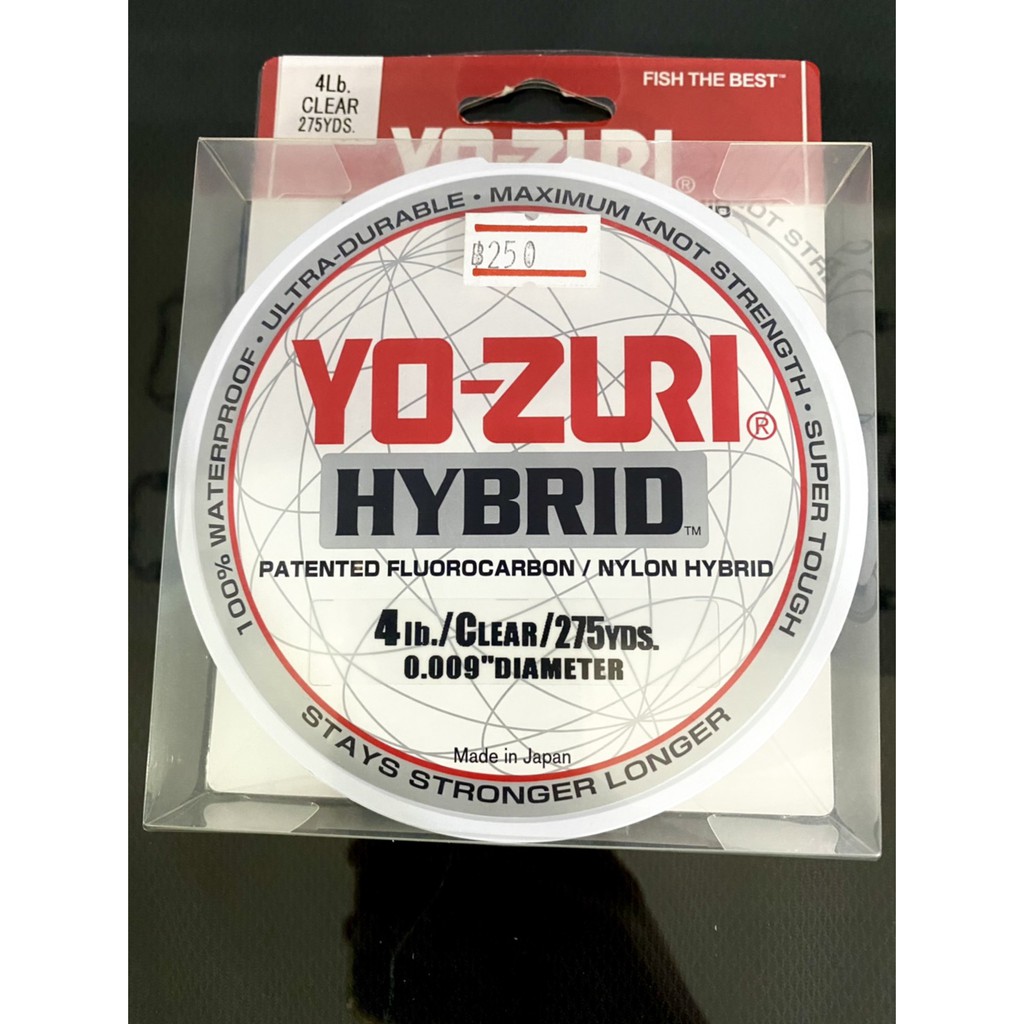 4Lb.
CLEAR
275YDS.
FISH THE BEST™
YO-ZURI®
฿250
100% WATERPROOF • ULTRA-DURABLE • MAXIMUM KNOT STRENGTH • SUPER TOUGH
YO-ZURI®
HYBRID™
PATENTED FLUOROCARBON / NYLON HYBRID
4lb./CLEAR/275YDS.
0.009"DIAMETER
Made in Japan
STAYS STRONGER LONGER